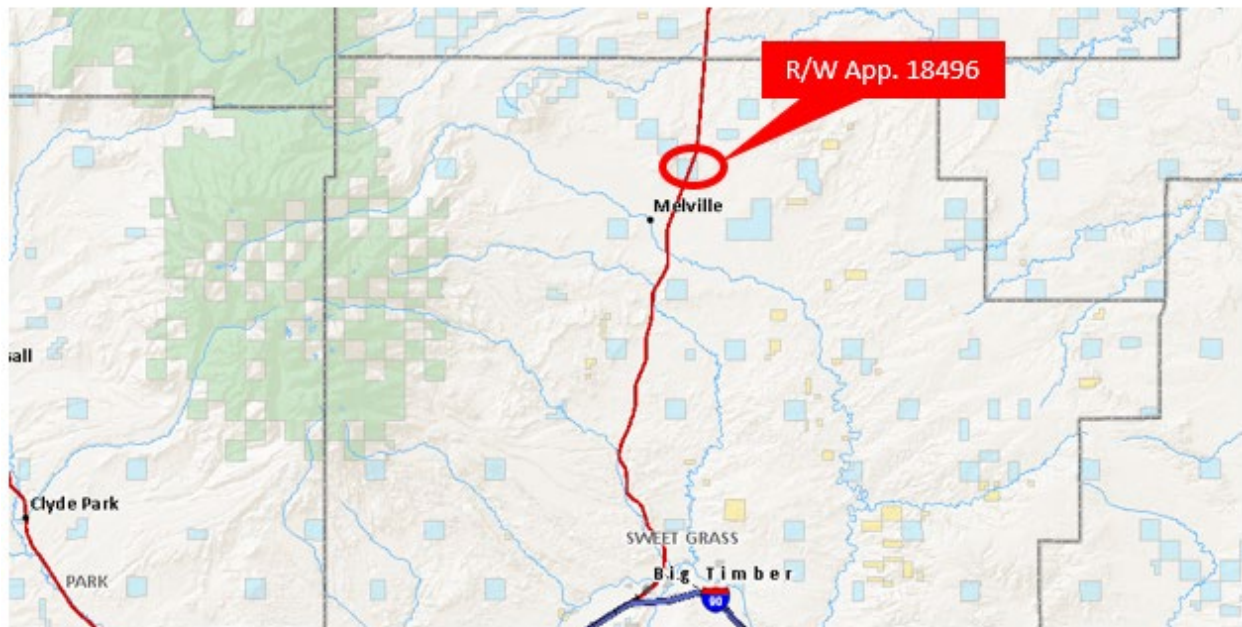 R/W App. 18496
Melville
sall
Clyde Park
SWEET GRASS
Big Timber
PARK
90